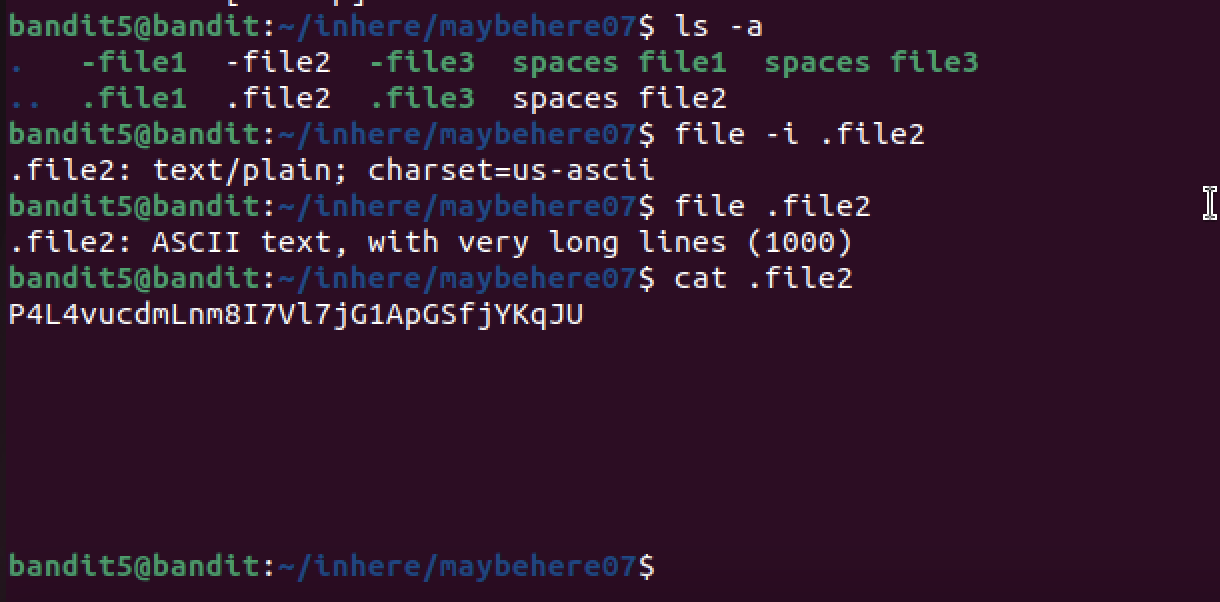 bandit5@bandit:~/inhere/maybehere07$ ls -a
.   -file1  -file2  -file3  spaces file1  spaces file3
..  .file1  .file2  .file3  spaces file2
bandit5@bandit:~/inhere/maybehere07$ file -i .file2
.file2: text/plain; charset=us-ascii
bandit5@bandit:~/inhere/maybehere07$ file .file2
.file2: ASCII text, with very long lines (1000)
bandit5@bandit:~/inhere/maybehere07$ cat .file2
P4L4vucdmLnm8I7Vl7jG1ApGSfjYKqJU
bandit5@bandit:~/inhere/maybehere07$